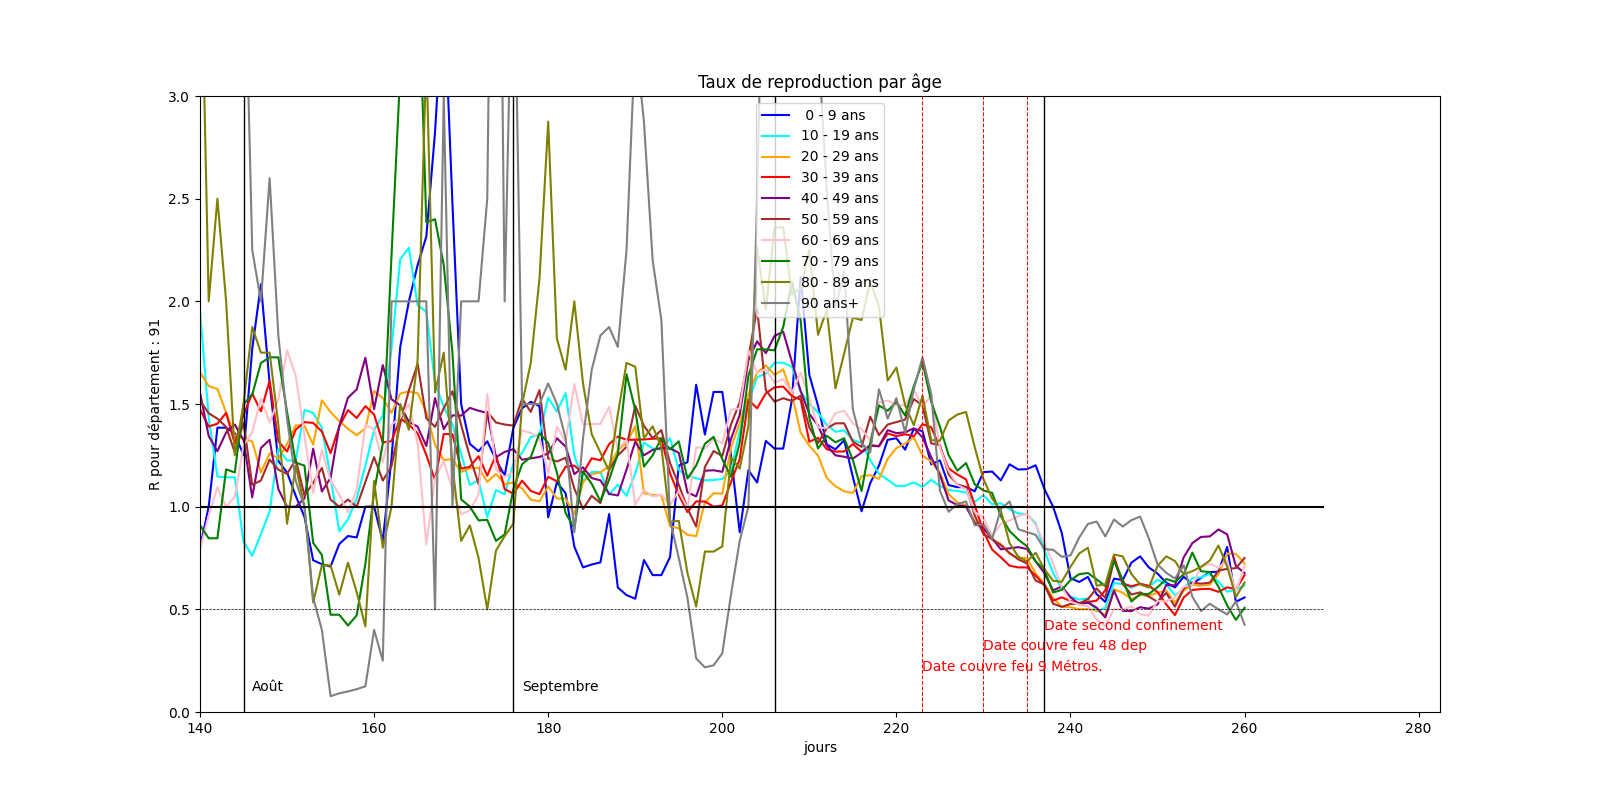 Taux de reproduction par âge
R pour département : 91
3.0
2.5
2.0
1.5
1.0
0.5
0.0
0 - 9 ans
10 - 19 ans
20 - 29 ans
30 - 39 ans
40 - 49 ans
50 - 59 ans
60 - 69 ans
70 - 79 ans
80 - 89 ans
90 ans+
Date second confinement
Date couvre feu 48 dep
Date couvre feu 9 Métros.
Août
Septembre
140
160
180
200
220
240
260
280
jours